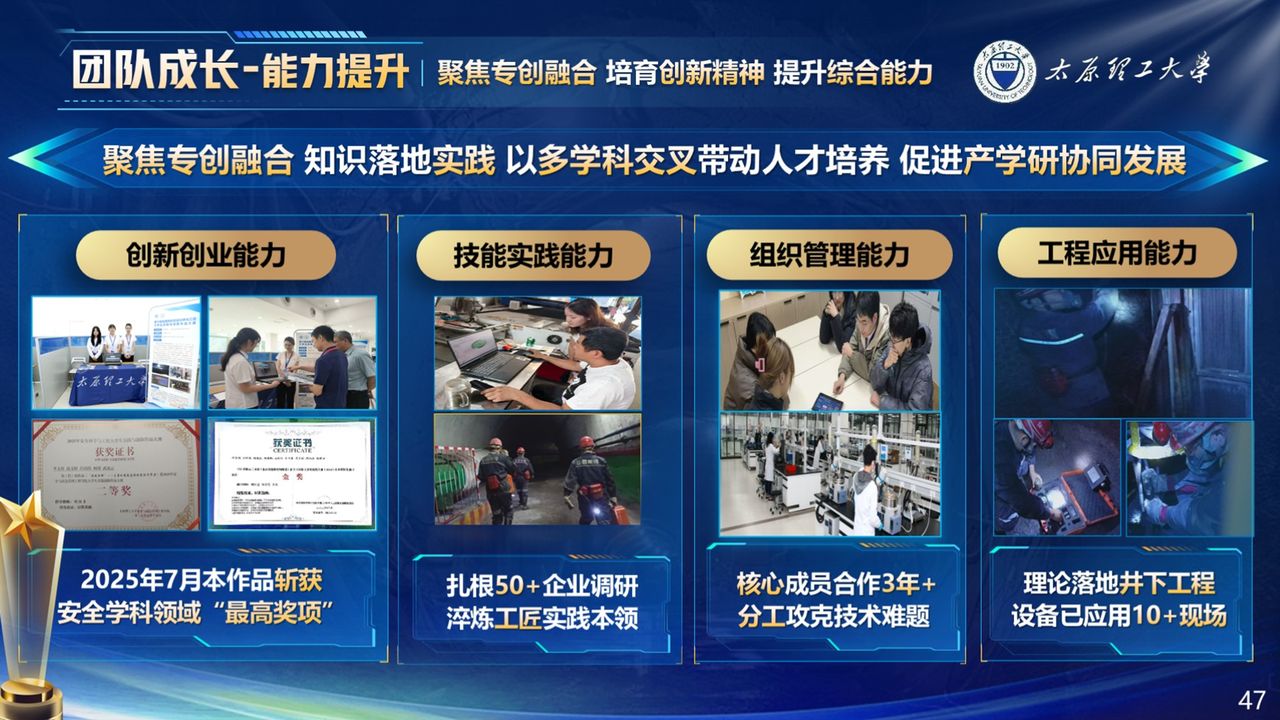 团队成长-能力提升
聚焦专创融合 培育创新精神 提升综合能力
1902
太原理工大学
聚焦专创融合 知识落地实践 以多学科交叉带动人才培养 促进产学研协同发展
创新创业能力
太原理工大学
获奖证书
二等奖
获奖证书
CERTIFICATE
金奖
2025年7月本作品斩获
安全学科领域“最高奖项”
技能实践能力
扎根50+企业调研
淬炼工匠实践本领
组织管理能力
核心成员合作3年+
分工攻克技术难题
工程应用能力
理论落地井下工程
设备已应用10+现场
47